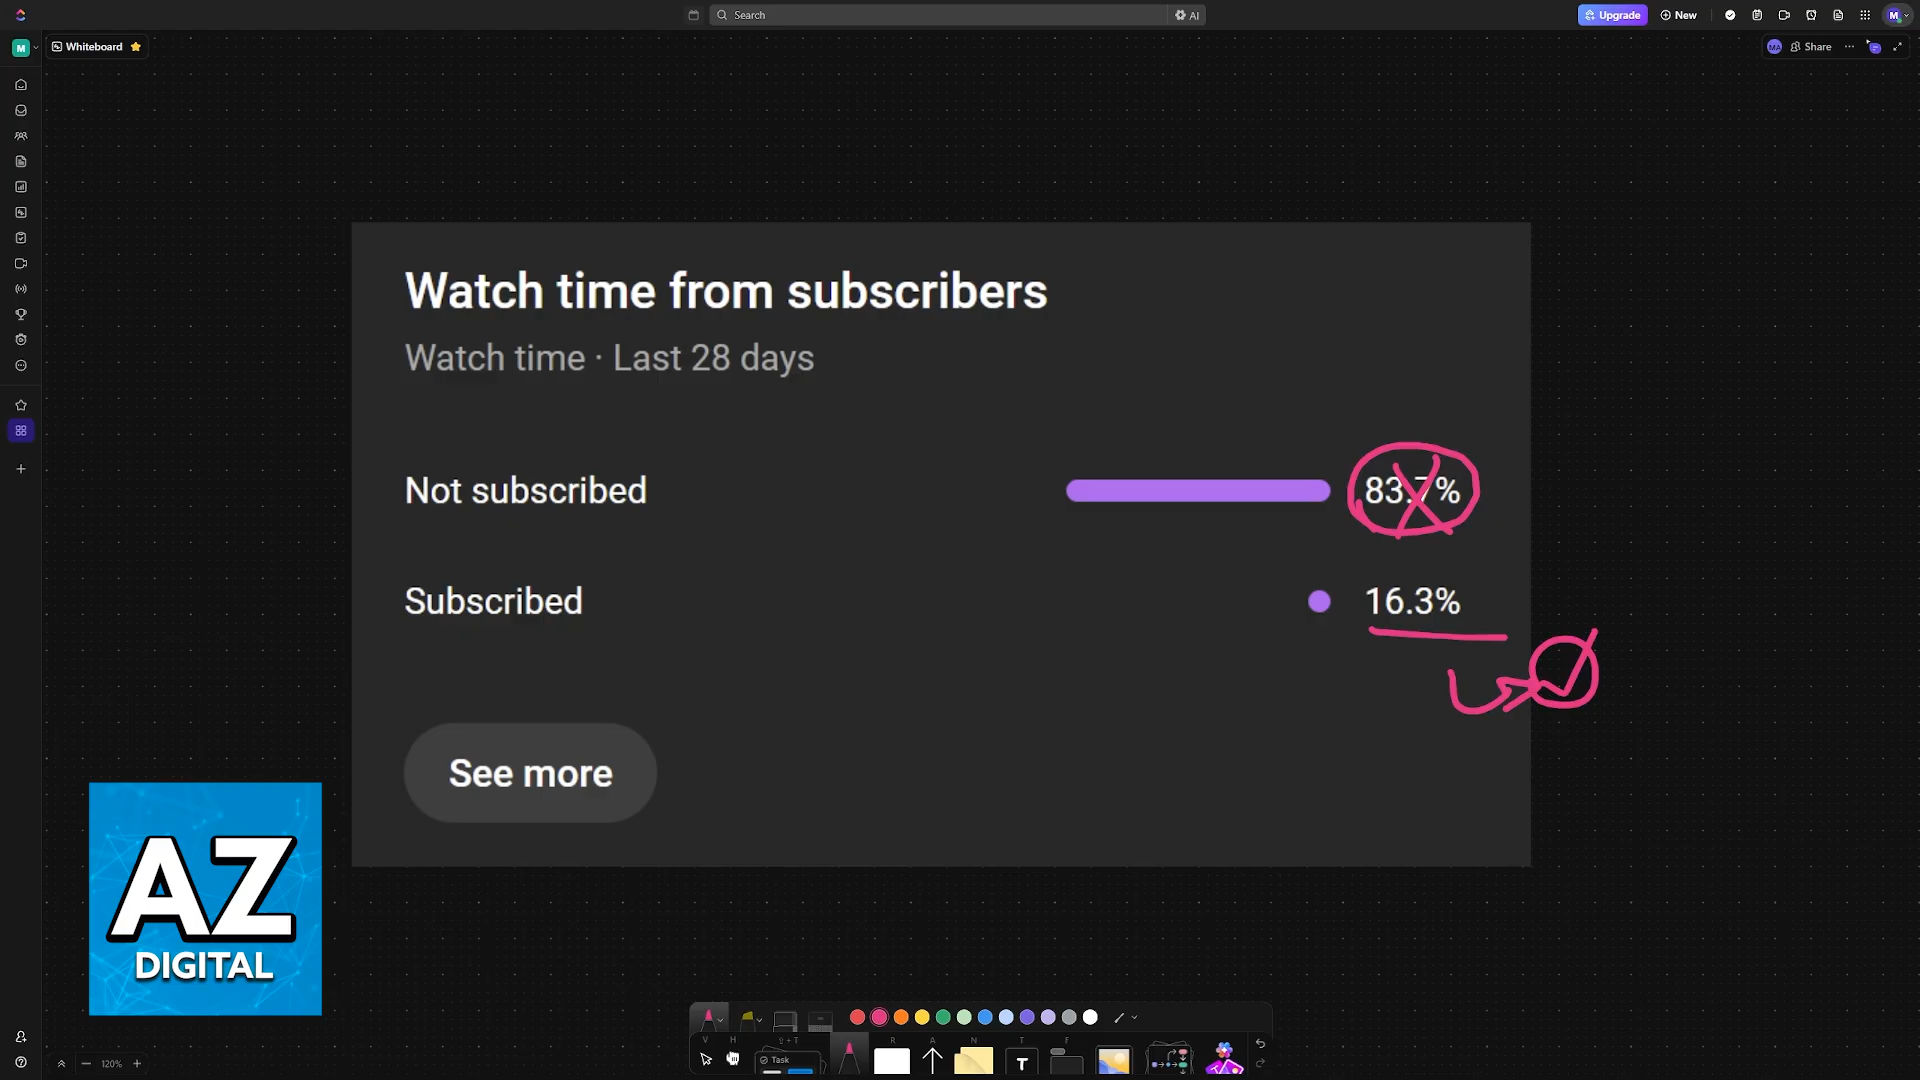 Search
AI
Upgrade
New
M
M
Whiteboard
MA
Share
Watch time from subscribers
Watch time · Last 28 days
Not subscribed
83.7%
Subscribed
16.3%
See more
AZ
DIGITAL
V
H
R
A
N
T
F
Task
T
120%